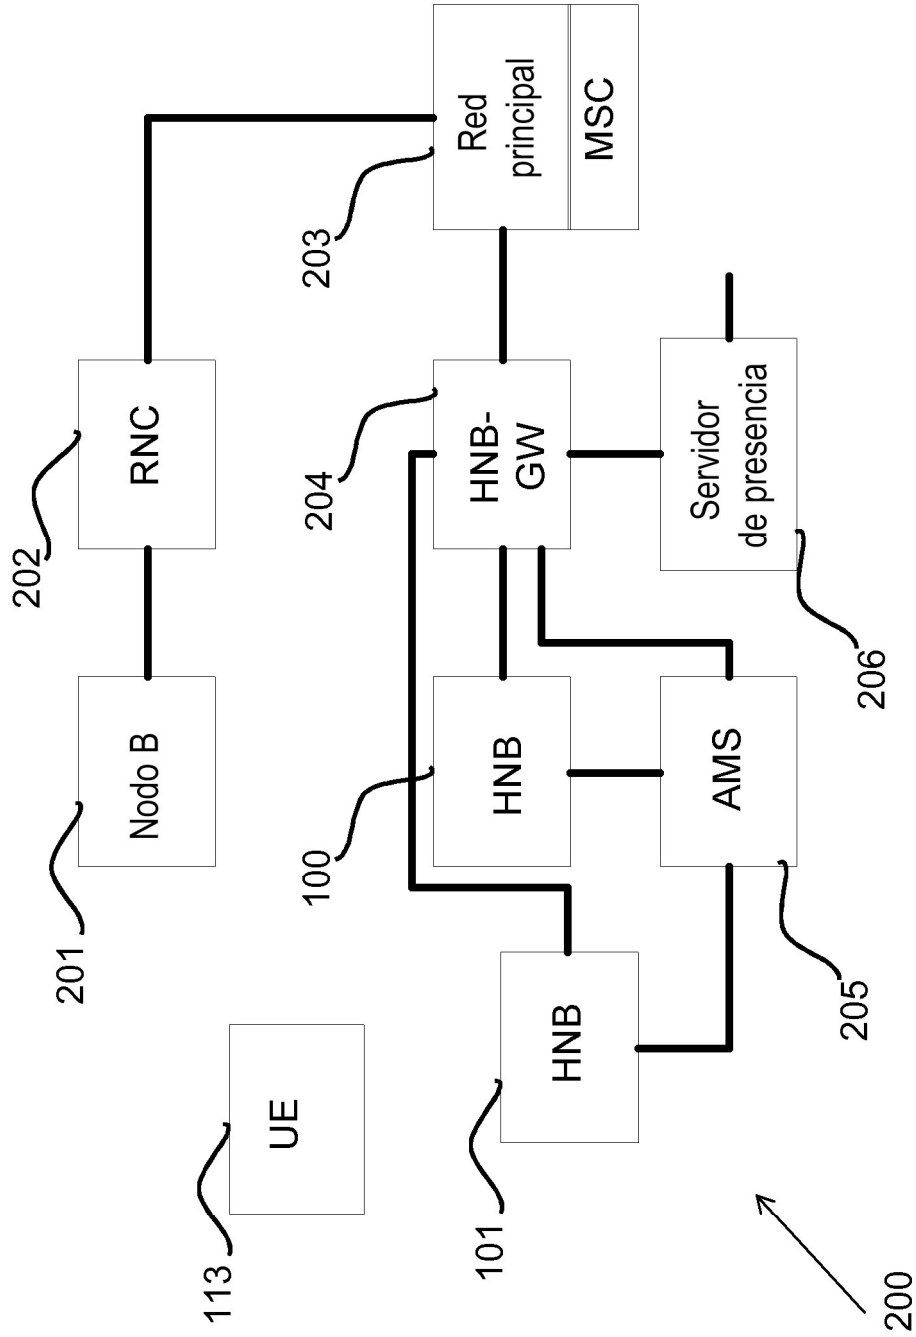 201
Nodo B
202
RNC
113
UE
100
HNB
204
HNB-
GW
203
Red
principal
MSC
101
HNB
205
AMS
206
Servidor
de presencia
200